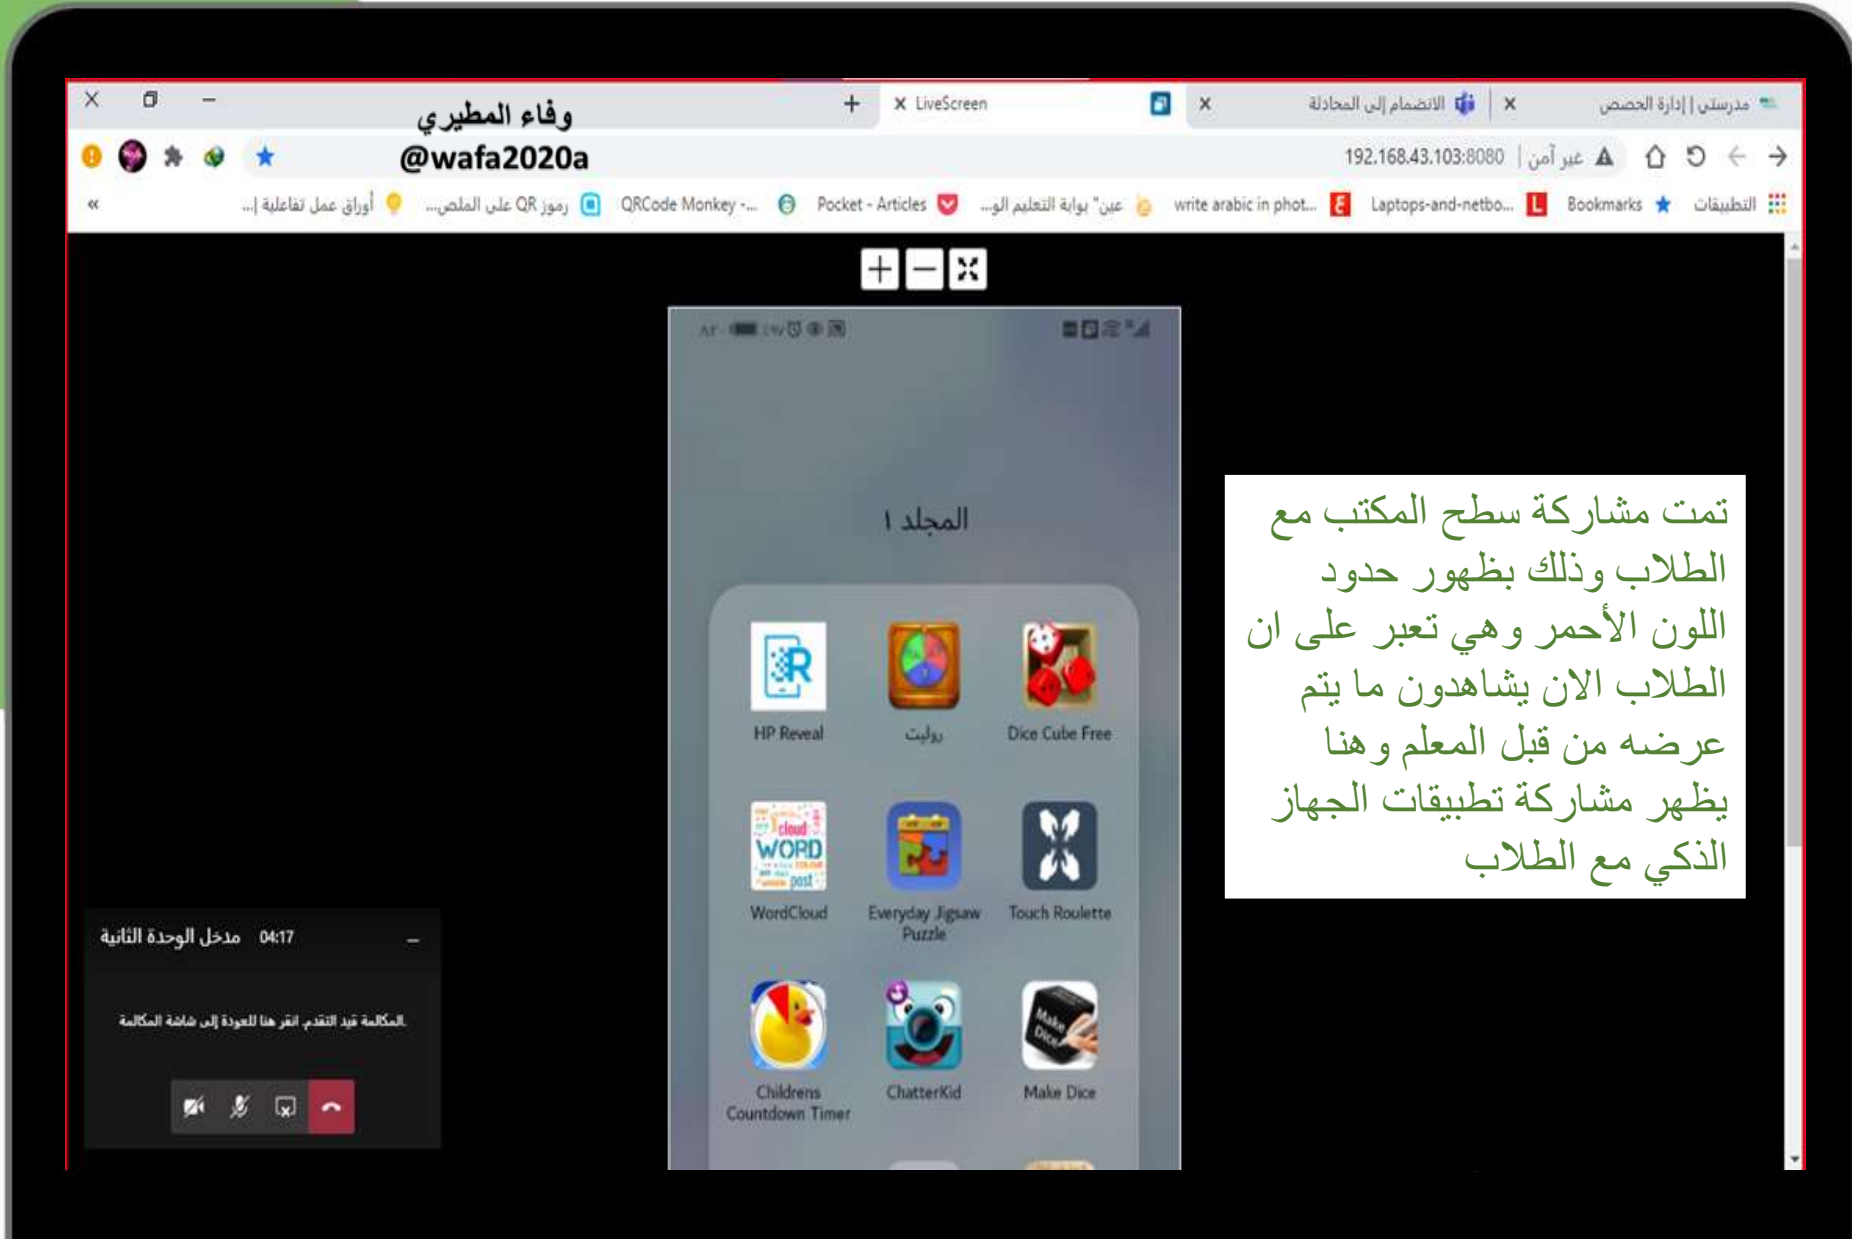 وفاء المطيري
@wafa2020a
مدرستي | إدارة الحصص
الانضمام إلى المحادثة
LiveScreen
غير آمن
192.168.43.103:8080
التطبيقات
Bookmarks
Laptops-and-netbo...
write arabic in phot...
عين" بوابة التعليم الو...
Pocket - Articles
QRCode Monkey -...
رموز QR على الملص...
أوراق عمل تفاعلية |...
المجلد ١
HP Reveal
روليت
Dice Cube Free
WordCloud
Everyday Jigsaw
Puzzle
Touch Roulette
Childrens
Countdown Timer
ChatterKid
Make Dice
cloud
WORD
post
Make
Dice
تمت مشاركة سطح المكتب مع
الطلاب وذلك بظهور حدود
اللون الأحمر وهي تعبر على ان
الطلاب الان يشاهدون ما يتم
عرضه من قبل المعلم وهنا
يظهر مشاركة تطبيقات الجهاز
الذكي مع الطلاب
04:17 مدخل الوحدة الثانية
المكالمة قيد التقدم. انقر هنا للعودة إلى شاشة المكالمة.